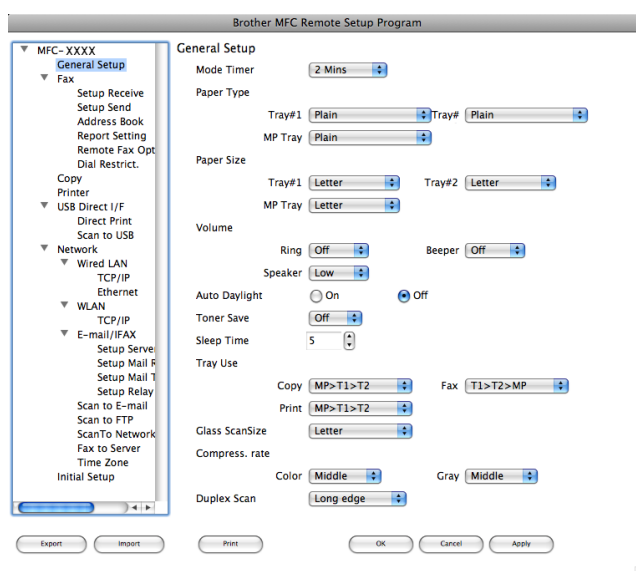 Brother MFC Remote Setup Program
MFC-XXXX
General Setup
Fax
Setup Receive
Setup Send
Address Book
Report Setting
Remote Fax Opt
Dial Restrict.
Copy
Printer
USB Direct I/F
Direct Print
Scan to USB
Network
Wired LAN
TCP/IP
Ethernet
WLAN
TCP/IP
E-mail/IFAX
Setup Server
Setup Mail R
Setup Mail T
Setup Relay
Scan to E-mail
Scan to FTP
ScanTo Network
Fax to Server
Time Zone
Initial Setup
General Setup
Mode Timer 2 Mins
Paper Type
Tray#1 Plain Tray# Plain
MP Tray Plain
Paper Size
Tray#1 Letter Tray#2 Letter
MP Tray Letter
Volume
Ring Off Beeper Off
Speaker Low
Auto Daylight On Off
Toner Save Off
Sleep Time 5
Tray Use
Copy MP>T1>T2 Fax T1>T2>MP
Print MP>T1>T2
Glass ScanSize Letter
Compress. rate
Color Middle Gray Middle
Duplex Scan Long edge
Export Import Print OK Cancel Apply